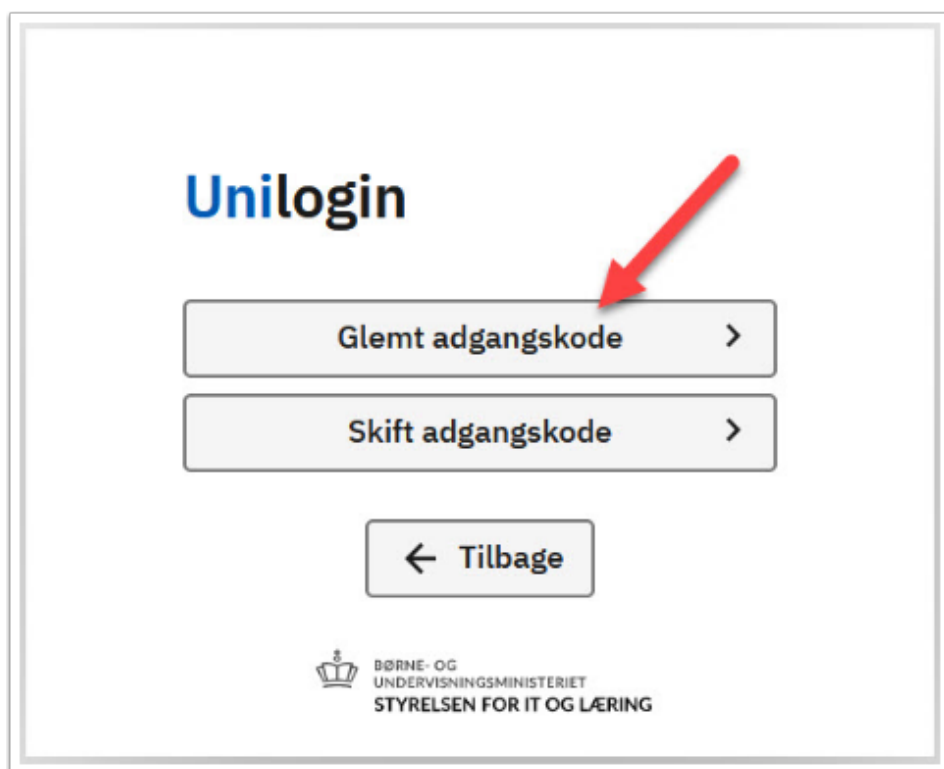 Unilogin
Glemt adgangskode
Skift adgangskode
Tilbage
BØRNE- OG
UNDERVISNINGSMINISTERIET
STYRELSEN FOR IT OG LÆRING